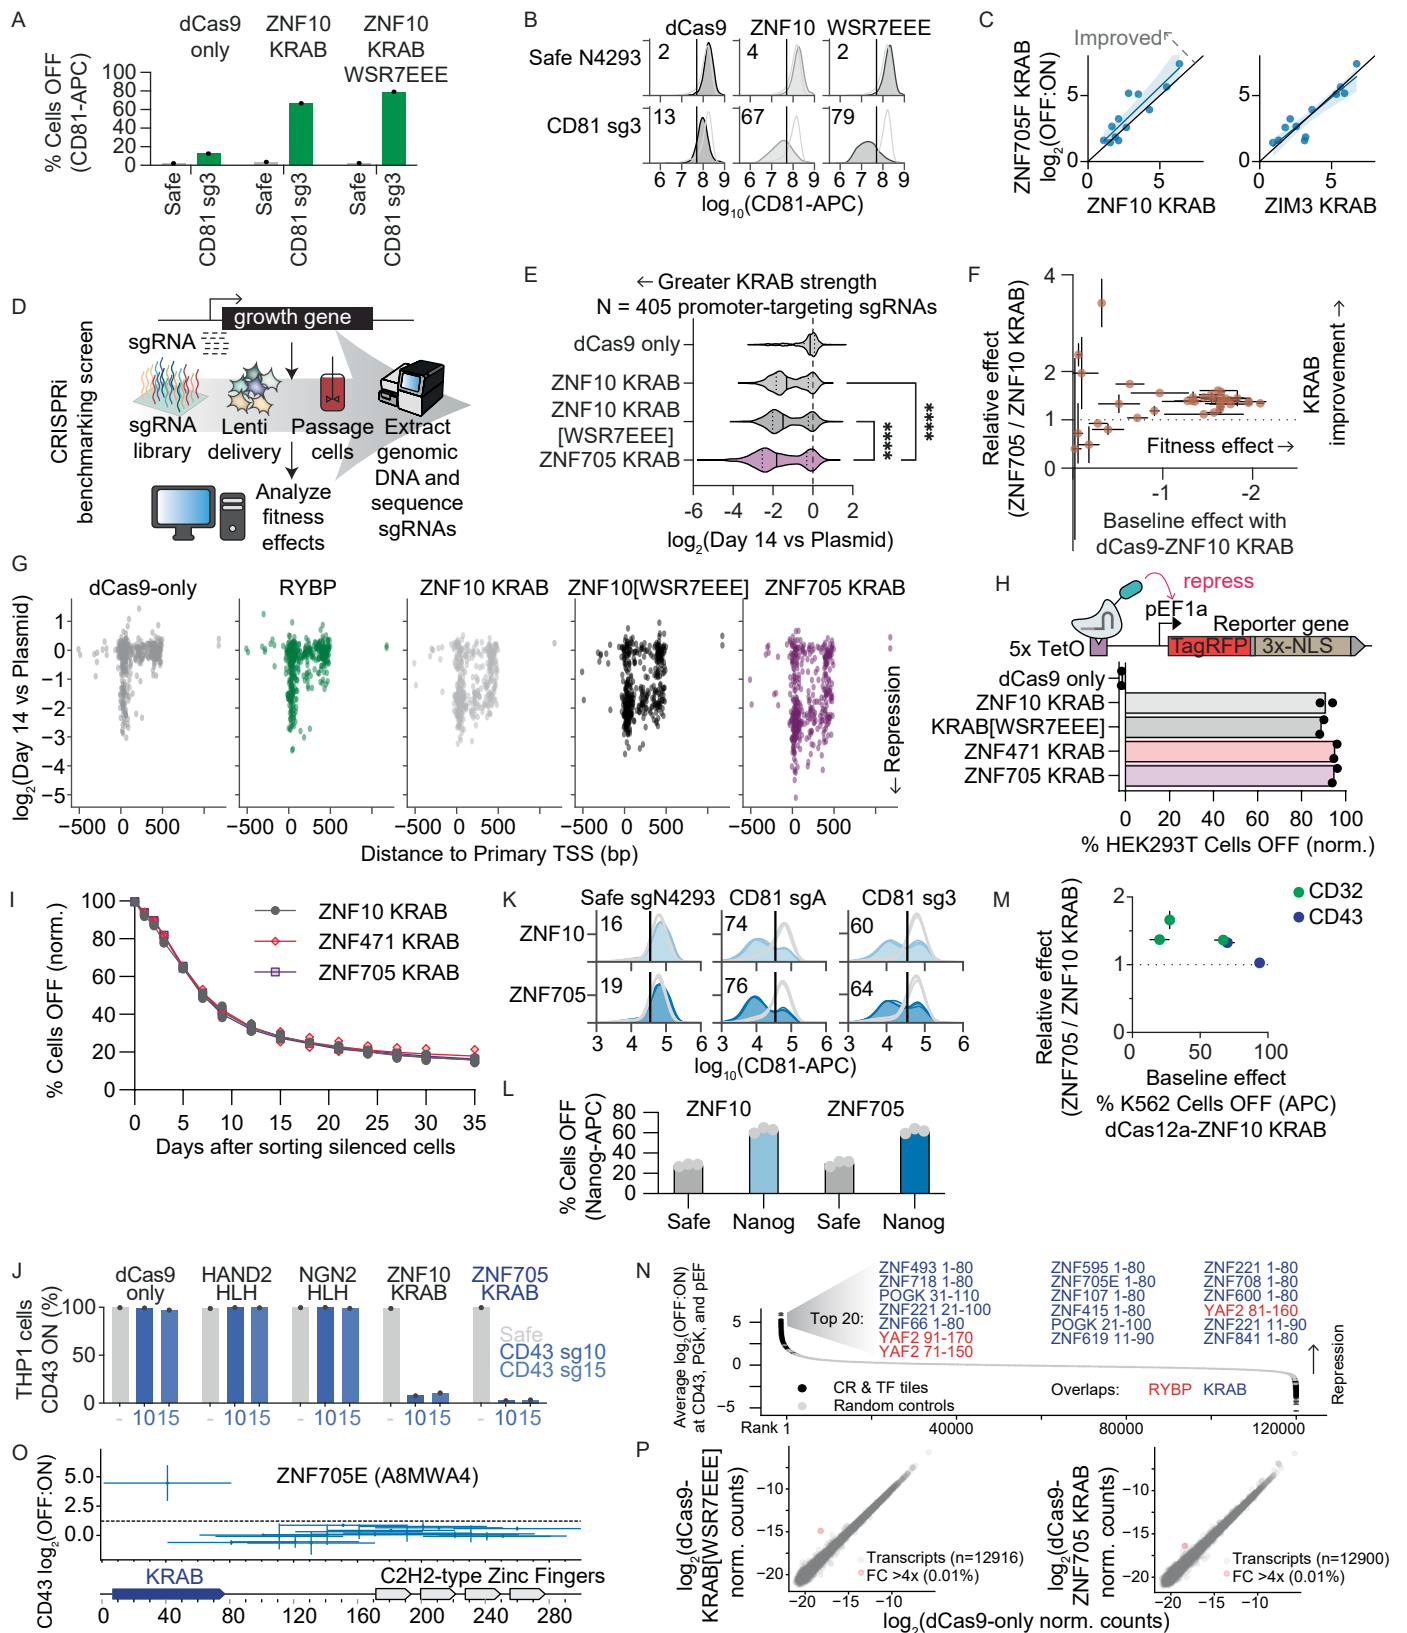 A
dCas9
only
ZNF10
KRAB
ZNF10
KRAB
WSR7EEE
% Cells OFF
(CD81-APC)
100
80
60
40
20
0
Safe
CD81 sg3
Safe
CD81 sg3
Safe
CD81 sg3
B
dCas9 ZNF10 WSR7EEE
Safe N4293
2 4 2
CD81 sg3
13 67 79
6 7 8 9 6 7 8 9 6 7 8 9
log10(CD81-APC)
C
Improved
ZNF705F KRAB
log2(OFF:ON)
5
0
0 5
ZNF10 KRAB
5
0
0 5
ZIM3 KRAB
D
CRISPRi
benchmarking screen
growth gene
sgRNA
sgRNA
library
Lenti
delivery
Passage
cells
Extract
genomic
DNA and
sequence
sgRNAs
Analyze
fitness
effects
E
← Greater KRAB strength
N = 405 promoter-targeting sgRNAs
dCas9 only
ZNF10 KRAB
ZNF10 KRAB
[WSR7EEE]
ZNF705 KRAB
****
****
-6 -4 -2 0 2
log2(Day 14 vs Plasmid)
F
Relative effect
(ZNF705 / ZNF10 KRAB)
4
2
1
0
Fitness effect →
KRAB
improvement →
-1 -2
Baseline effect with
dCas9-ZNF10 KRAB
G
dCas9-only RYBP ZNF10 KRAB ZNF10[WSR7EEE] ZNF705 KRAB
log2(Day 14 vs Plasmid)
1
0
−1
−2
−3
−4
−5
← Repression
−500 0 500 −500 0 500 −500 0 500 −500 0 500 −500 0 500
Distance to Primary TSS (bp)
H
repress
pEF1a
Reporter gene
5x TetO
TagRFP 3x-NLS
dCas9 only
ZNF10 KRAB
KRAB[WSR7EEE]
ZNF471 KRAB
ZNF705 KRAB
0 20 40 60 80 100
% HEK293T Cells OFF (norm.)
I
% Cells OFF (norm.)
100
80
60
40
20
0
ZNF10 KRAB
ZNF471 KRAB
ZNF705 KRAB
0 5 10 15 20 25 30 35
Days after sorting silenced cells
K
Safe sgN4293 CD81 sgA CD81 sg3
ZNF10
16 74 60
ZNF705
19 76 64
3 4 5 6 3 4 5 6 3 4 5 6
log10(CD81-APC)
L
ZNF10 ZNF705
% Cells OFF
(Nanog-APC)
80
60
40
20
0
Safe Nanog Safe Nanog
M
CD32
CD43
Relative effect
(ZNF705 / ZNF10 KRAB)
2
1
0
0 50 100
Baseline effect
% K562 Cells OFF (APC)
dCas12a-ZNF10 KRAB
J
dCas9
only
HAND2
HLH
NGN2
HLH
ZNF10
KRAB
ZNF705
KRAB
THP1 cells
CD43 ON (%)
100
50
0
Safe
CD43 sg10
CD43 sg15
- 10 15 - 10 15 - 10 15 - 10 15 - 10 15
N
Average log2(OFF:ON)
at CD43, PGK, and pEF
5
0
−5
Top 20:
ZNF493 1-80
ZNF718 1-80
POGK 31-110
ZNF221 21-100
ZNF66 1-80
YAF2 91-170
YAF2 71-150
ZNF595 1-80
ZNF705E 1-80
ZNF107 1-80
ZNF415 1-80
POGK 21-100
ZNF619 11-90
ZNF221 1-80
ZNF708 1-80
ZNF600 1-80
YAF2 81-160
ZNF221 11-90
ZNF841 1-80
CR & TF tiles
Random controls
Overlaps: RYBP KRAB
Repression →
Rank 1 40000 80000 120000
O
CD43 log2(OFF:ON)
5.0
2.5
0.0
ZNF705E (A8MWA4)
KRAB
C2H2-type Zinc Fingers
0 40 80 120 160 200 240 280
P
log2(dCas9-
KRAB[WSR7EEE]
norm. counts)
−10
−15
−20
Transcripts (n=12916)
FC >4x (0.01%)
−20 −15 −10
log2(dCas9-
ZNF705 KRAB
norm. counts)
−10
−15
−20
Transcripts (n=12900)
FC >4x (0.01%)
−20 −15 −10
log2(dCas9-only norm. counts)